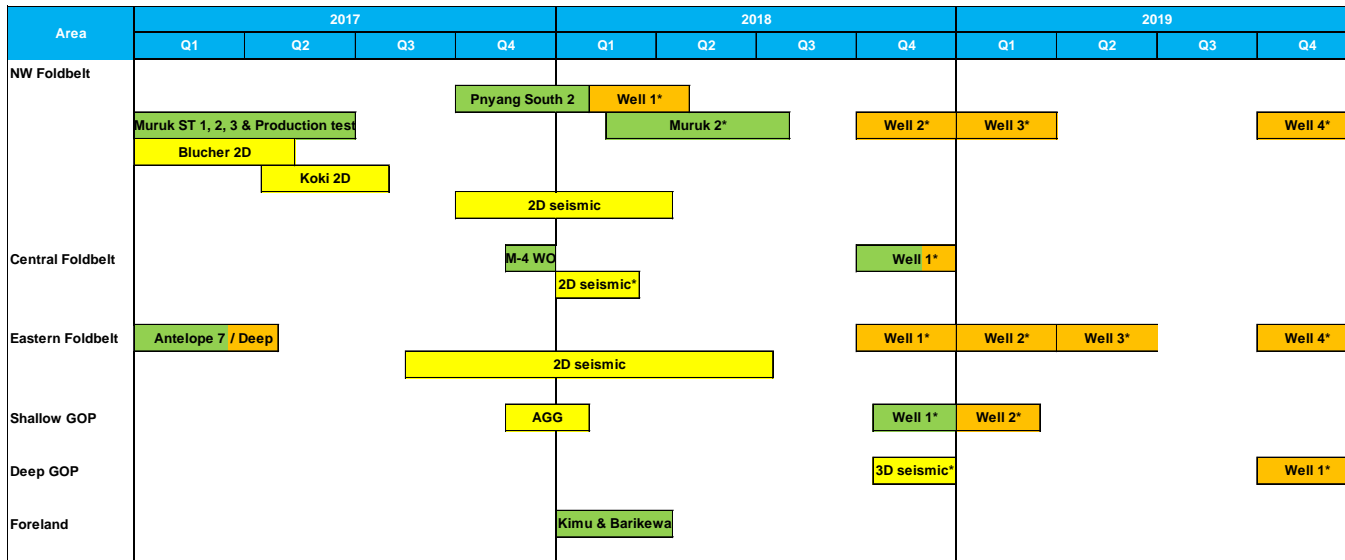 Area
2017 2018 2019
Q1 Q2 Q3 Q4 Q1 Q2 Q3 Q4 Q1 Q2 Q3 Q4
NW Foldbelt
Pnyang South 2 Well 1*
Muruk ST 1, 2, 3 & Production test Muruk 2* Well 2* Well 3* Well 4*
Blucher 2D
Koki 2D
2D seismic
Central Foldbelt M-4 WO Well 1*
2D seismic*
Eastern Foldbelt Antelope 7 / Deep Well 1* Well 2* Well 3* Well 4*
2D seismic
Shallow GOP AGG Well 1* Well 2*
Deep GOP 3D seismic* Well 1*
Foreland Kimu & Barikewa